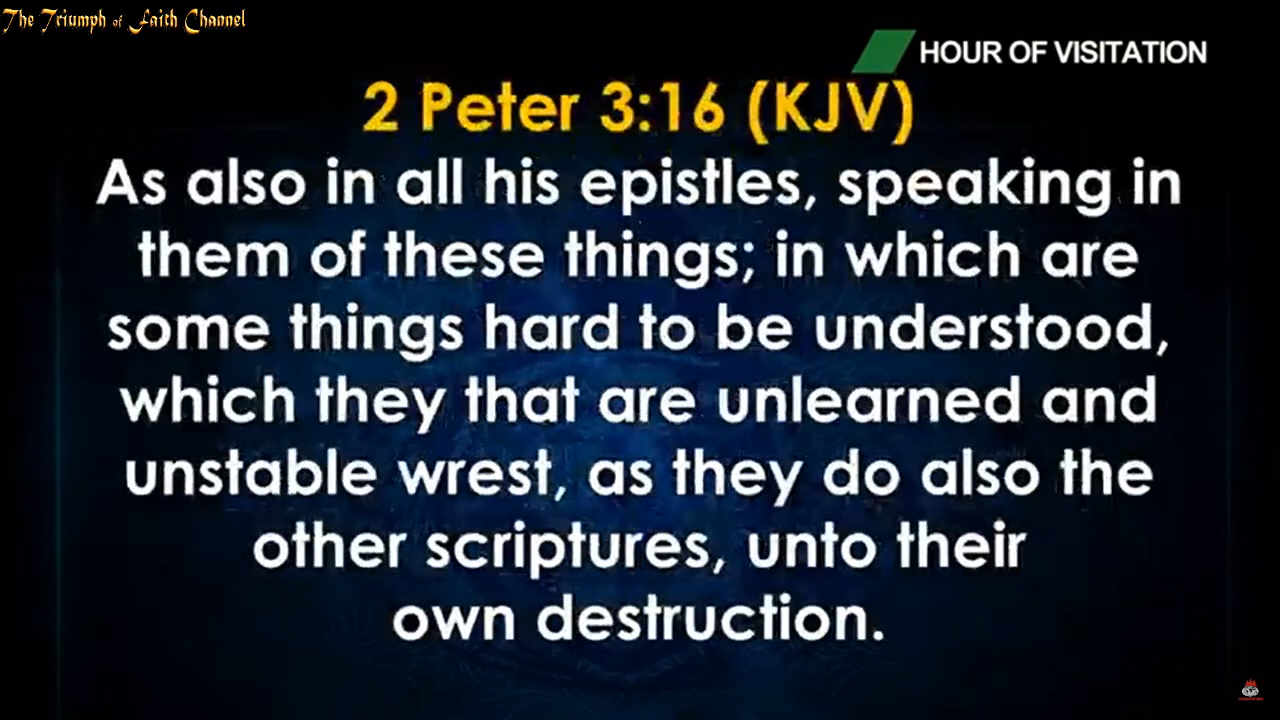 The Triumph of Faith Channel
HOUR OF VISITATION
2 Peter 3:16 (KJV)
As also in all his epistles, speaking in
them of these things; in which are
some things hard to be understood,
which they that are unlearned and
unstable wrest, as they do also the
other scriptures, unto their
own destruction.